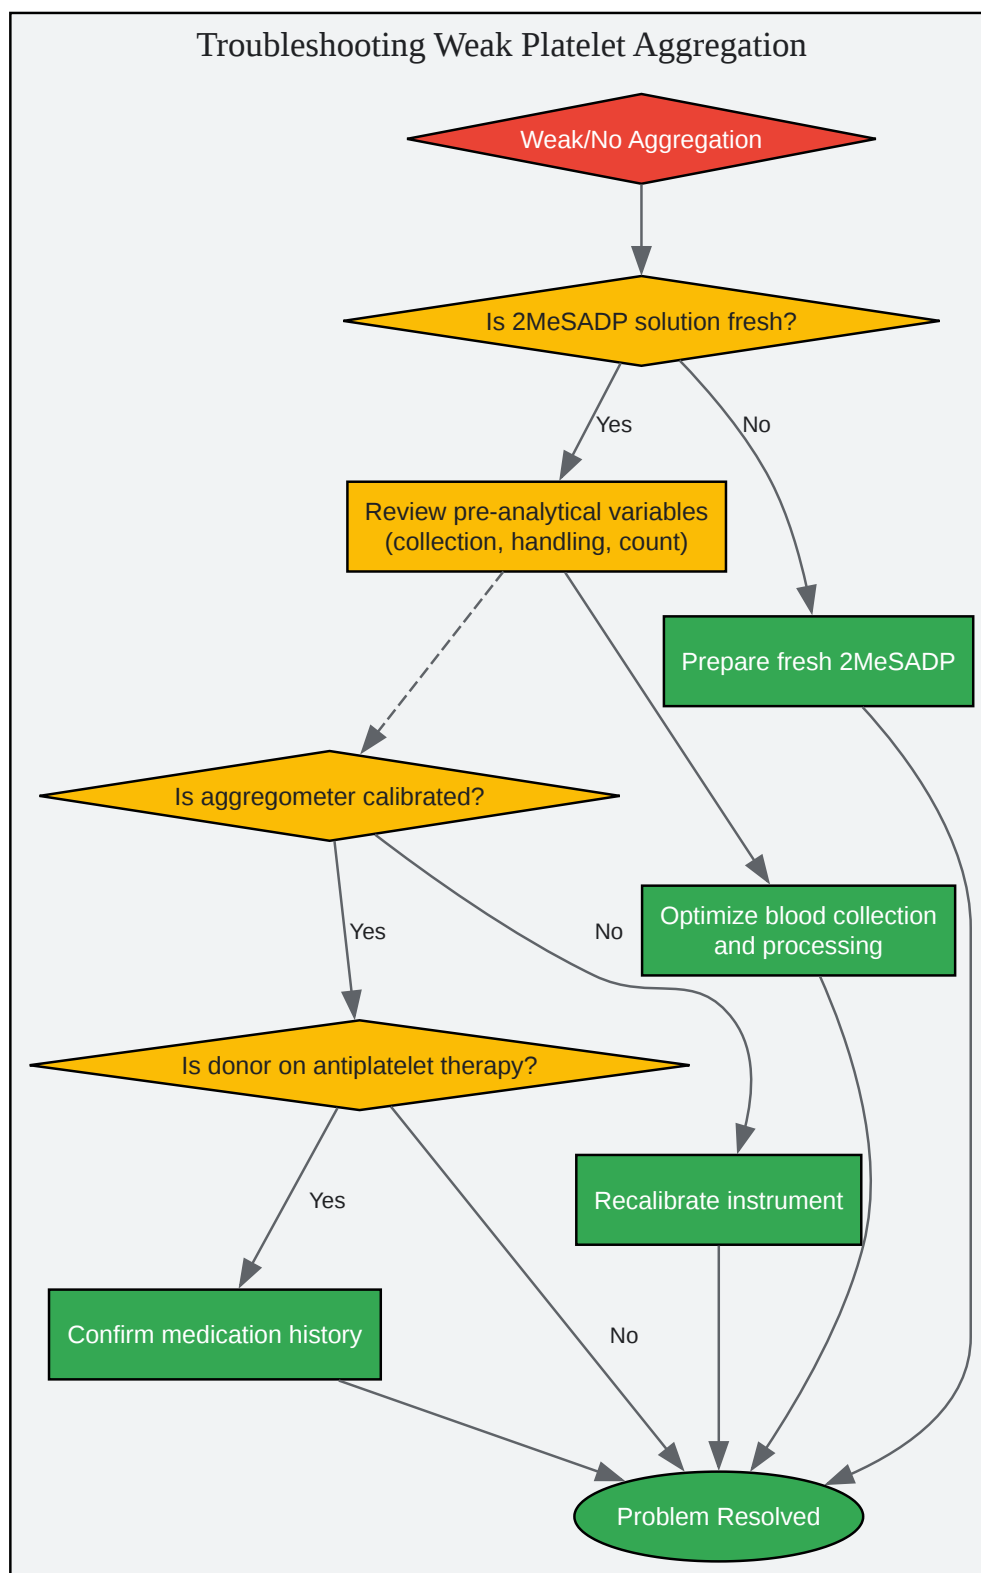 Troubleshooting Weak Platelet Aggregation
Weak/No Aggregation
Is 2MeSADP solution fresh?
Yes
No
Review pre-analytical variables
(collection, handling, count)
Prepare fresh 2MeSADP
Is aggregometer calibrated?
Optimize blood collection
and processing
Yes
No
Is donor on antiplatelet therapy?
Recalibrate instrument
Yes
No
Confirm medication history
Problem Resolved